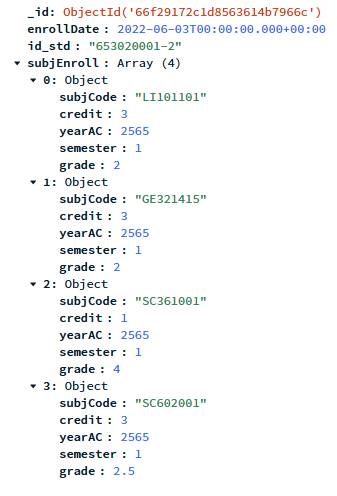 _id: ObjectId('66f29172c1d8563614b7966c')
enrollDate: 2022-06-03T00:00:00.000+00:00
id_std: "653020001-2"
subjEnroll: Array (4)
0: Object
subjCode: "LI101101"
credit: 3
yearAC: 2565
semester: 1
grade: 2
1: Object
subjCode: "GE321415"
credit: 3
yearAC: 2565
semester: 1
grade: 2
2: Object
subjCode: "SC361001"
credit: 1
yearAC: 2565
semester: 1
grade: 4
3: Object
subjCode: "SC602001"
credit: 3
yearAC: 2565
semester: 1
grade: 2.5